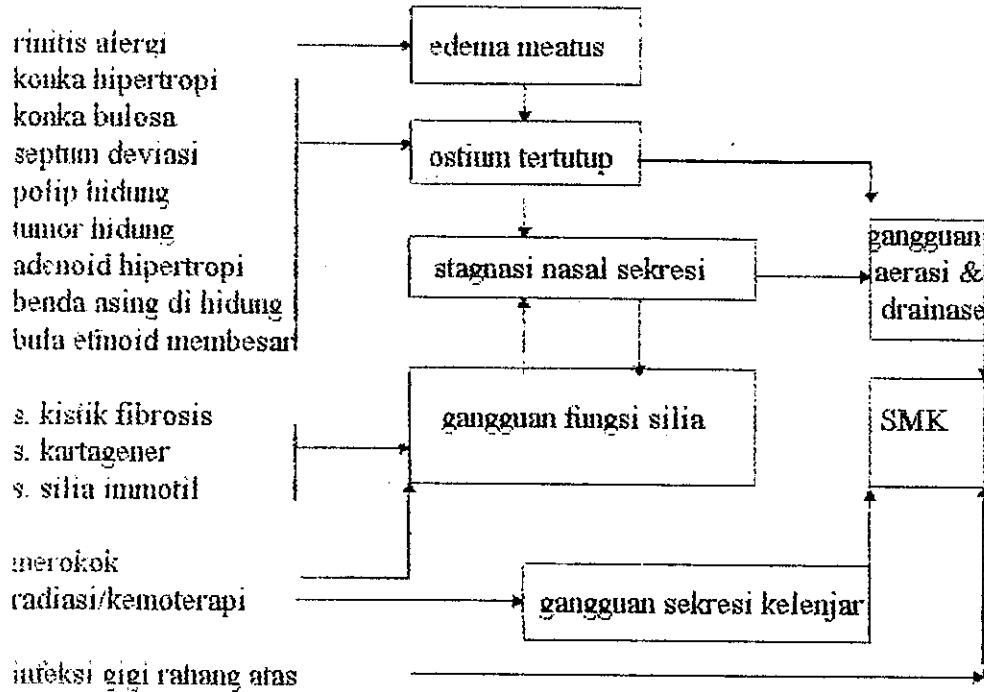 rinitis alergi
konka hipertropi
konka bulosa
septum deviasi
polip hidung
tumor hidung
adenoid hipertropi
benda asing di hidung
bula etmoid membesar
s. kistik fibrosis
s. kartagener
s. silia immotil
merokok
radiasi/kemoterapi
infeksi gigi rahang atas
edema meatus
ostium tertutup
stagnasi nasal sekresi
gangguan fungsi silia
gangguan sekresi kelenjar
gangguan
aerasi &
drainase
SMK